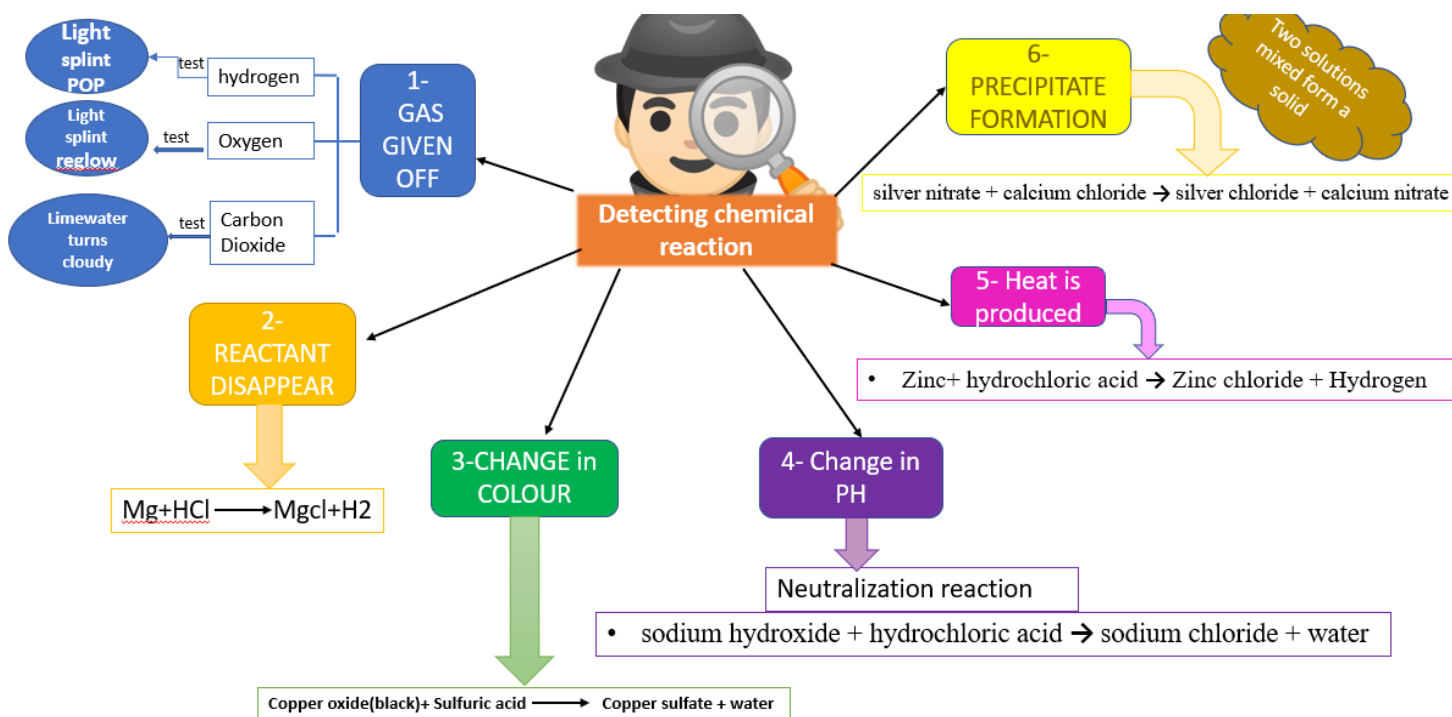 Detecting chemical
reaction
1-
GAS
GIVEN
OFF
hydrogen
test
Light
splint
POP
Oxygen
test
Light
splint
reglow
Carbon
Dioxide
test
Limewater
turns
cloudy
2-
REACTANT
DISAPPEAR
Mg+HCl → Mgcl+H2
3-CHANGE in
COLOUR
Copper oxide(black)+ Sulfuric acid → Copper sulfate + water
4- Change in
PH
Neutralization reaction
• sodium hydroxide + hydrochloric acid → sodium chloride + water
5- Heat is
produced
• Zinc+ hydrochloric acid → Zinc chloride + Hydrogen
6-
PRECIPITATE
FORMATION
Two solutions
mixed form a
solid
silver nitrate + calcium chloride → silver chloride + calcium nitrate